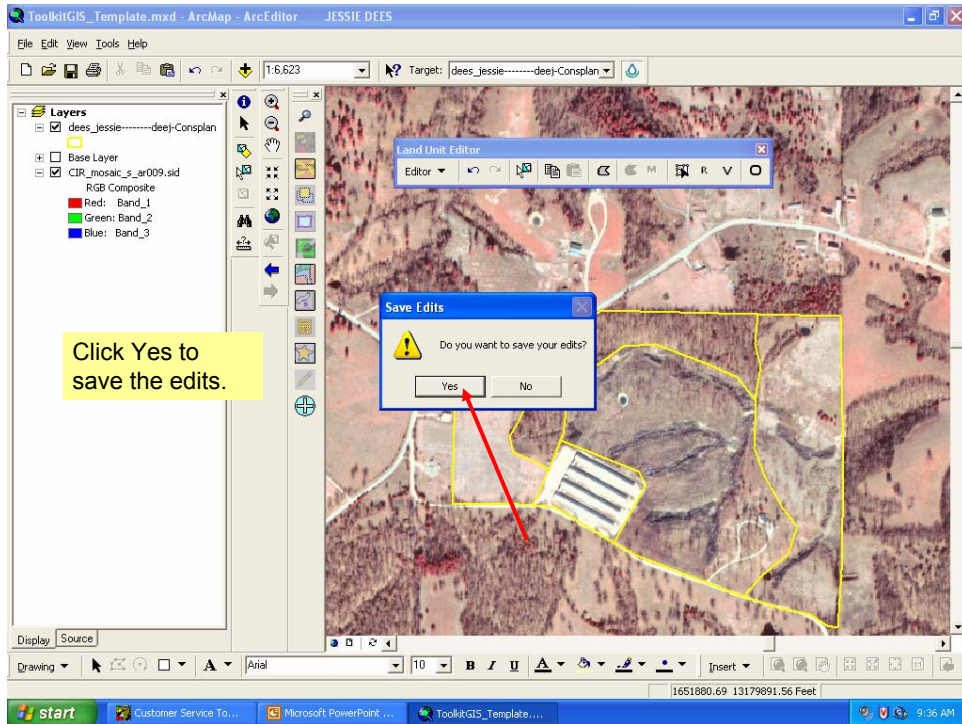 ToolkitGIS_Template.mxd - ArcMap - ArcEditor JESSIE DEES
File Edit View Tools Help
1:6,623
Target: dees_jessie--------deej-Consplan
Layers
dees_jessie--------deej-Consplan
Base Layer
CIR_mosaic_s_ar009.sid
RGB Composite
Red: Band_1
Green: Band_2
Blue: Band_3
Land Unit Editor
Editor
M R V O
Save Edits
Do you want to save your edits?
Yes No
Click Yes to
save the edits.
Display Source
Drawing A Arial 10 B I U A Insert
1651880.69 13179891.56 Feet
start Customer Service To... Microsoft PowerPoint ... ToolkitGIS_Template.... 9:36 AM